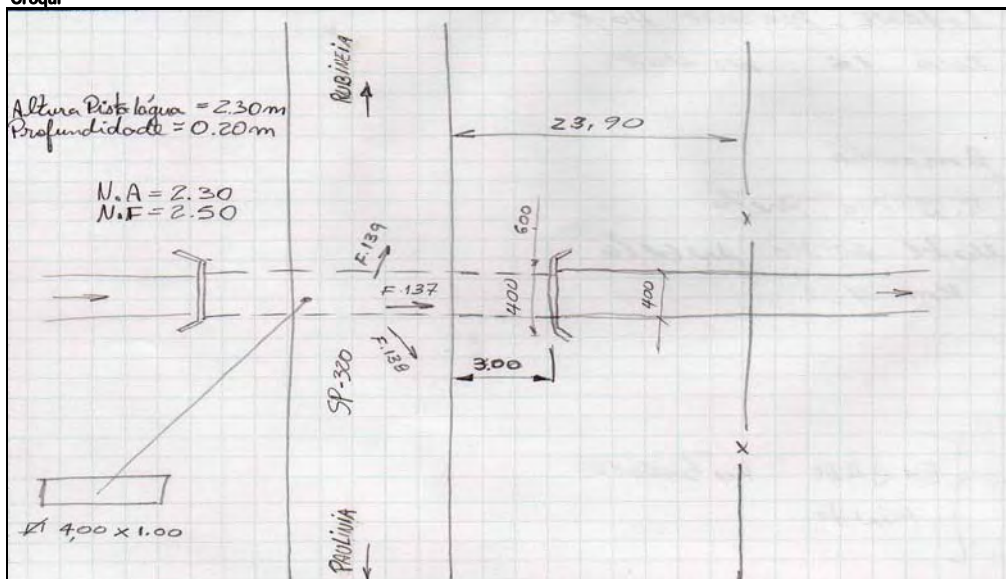 Croqui
RUBINEIA
Altura Pista/água = 2.30m
Profundidade = 0.20m
23,90
N.A = 2.30
N.F = 2.50
600
F.139
F.137
400
400
F.138
3.00
SP-320
4,00 x 1.00
PAULÍNIA